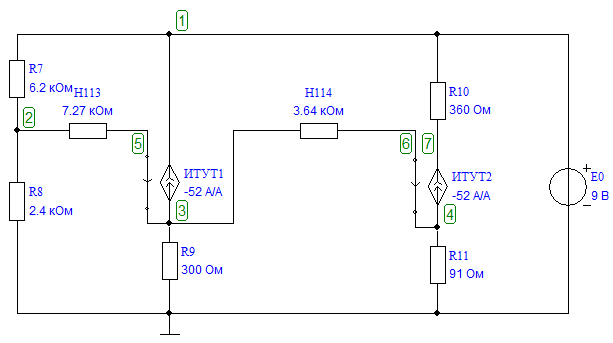 1
R7
6.2 кОм
2
H113
7.27 кОм
5
R8
2.4 кОм
ИТУТ1
-52 А/А
3
R9
300 Ом
H114
3.64 кОм
6
7
R10
360 Ом
ИТУТ2
-52 А/А
4
R11
91 Ом
E0
9 В